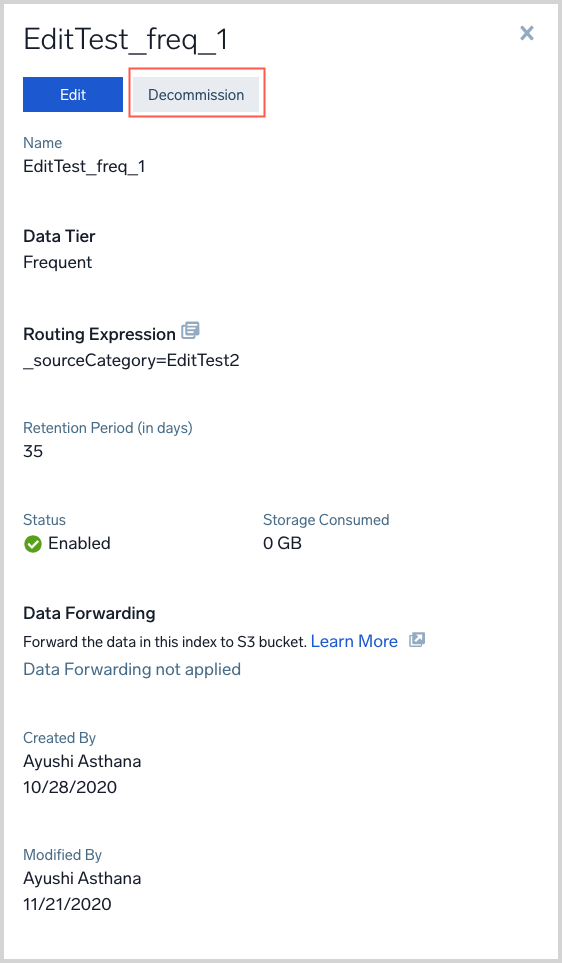 EditTest_freq_1
Edit
Decommission
Name
EditTest_freq_1
Data Tier
Frequent
Routing Expression
_sourceCategory=EditTest2
Retention Period (in days)
35
Status
Storage Consumed
Enabled
0 GB
Data Forwarding
Forward the data in this index to S3 bucket. Learn More
Data Forwarding not applied
Created By
Ayushi Asthana
10/28/2020
Modified By
Ayushi Asthana
11/21/2020